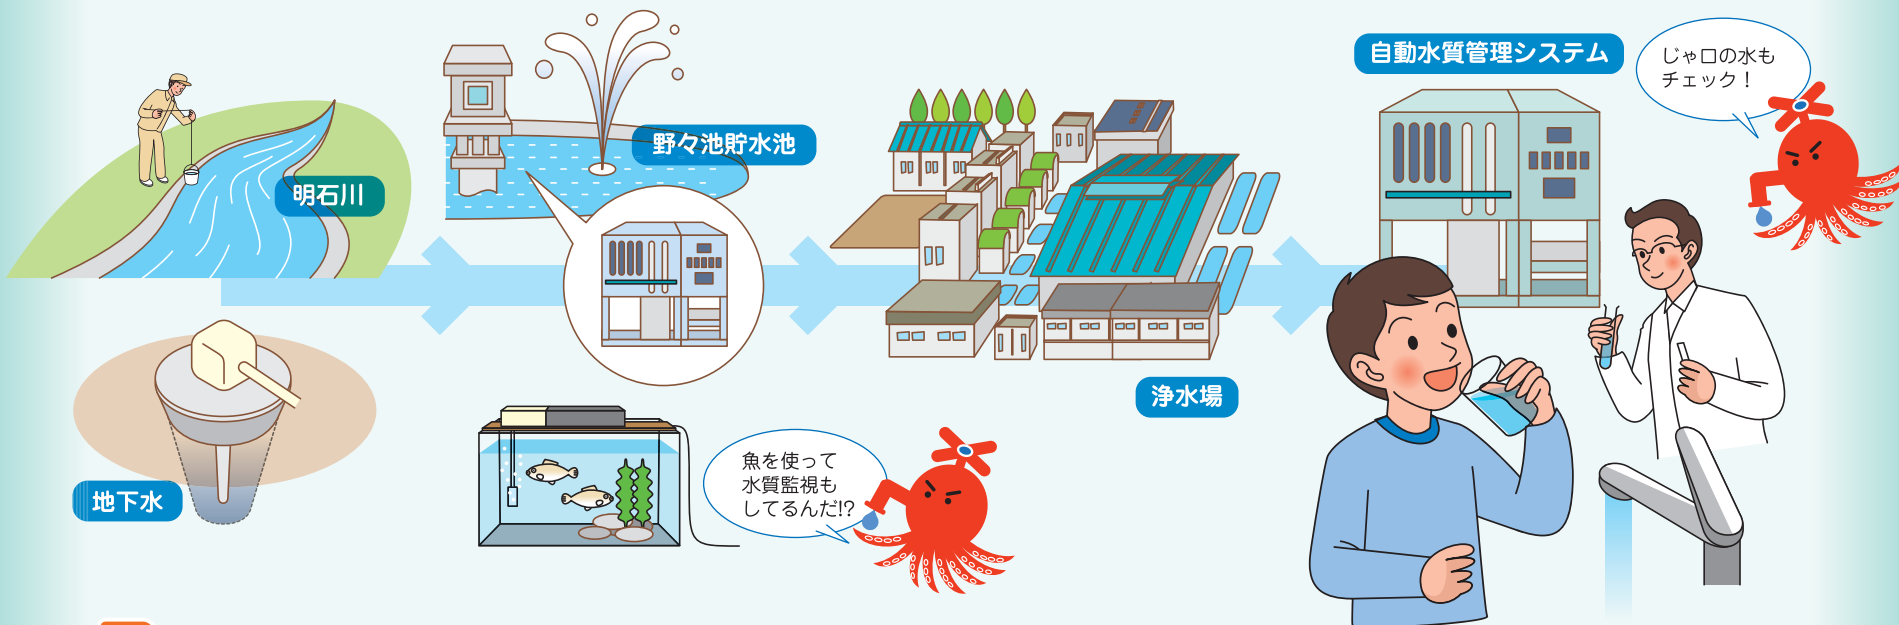 自動水質管理システム
じゃ口の水も
チェック！
野々池貯水池
明石川
浄水場
魚を使って
水質監視も
してるんだ!?
地下水